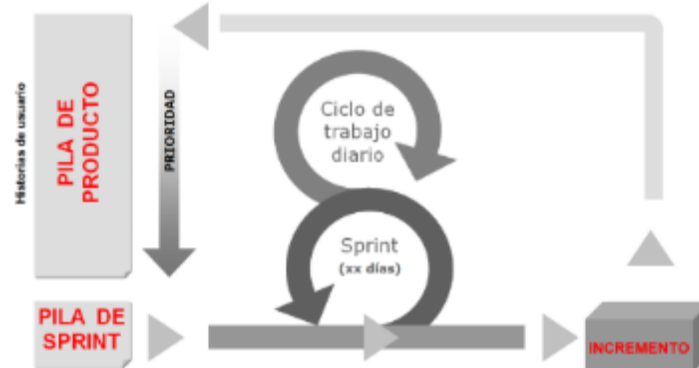 Historias de usuario
PILA DE
PRODUCTO
PRIORIDAD
Ciclo de
trabajo
diario
Sprint
(xx días)
PILA DE
SPRINT
INCREMENTO